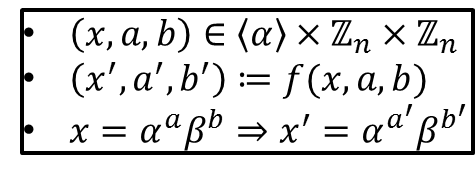 • (x, a, b) ∈ ⟨α⟩ × ℤₙ × ℤₙ
• (x′, a′, b′) ≔ f(x, a, b)
• x = αᵃβᵇ ⇒ x′ = αᵃ′βᵇ′